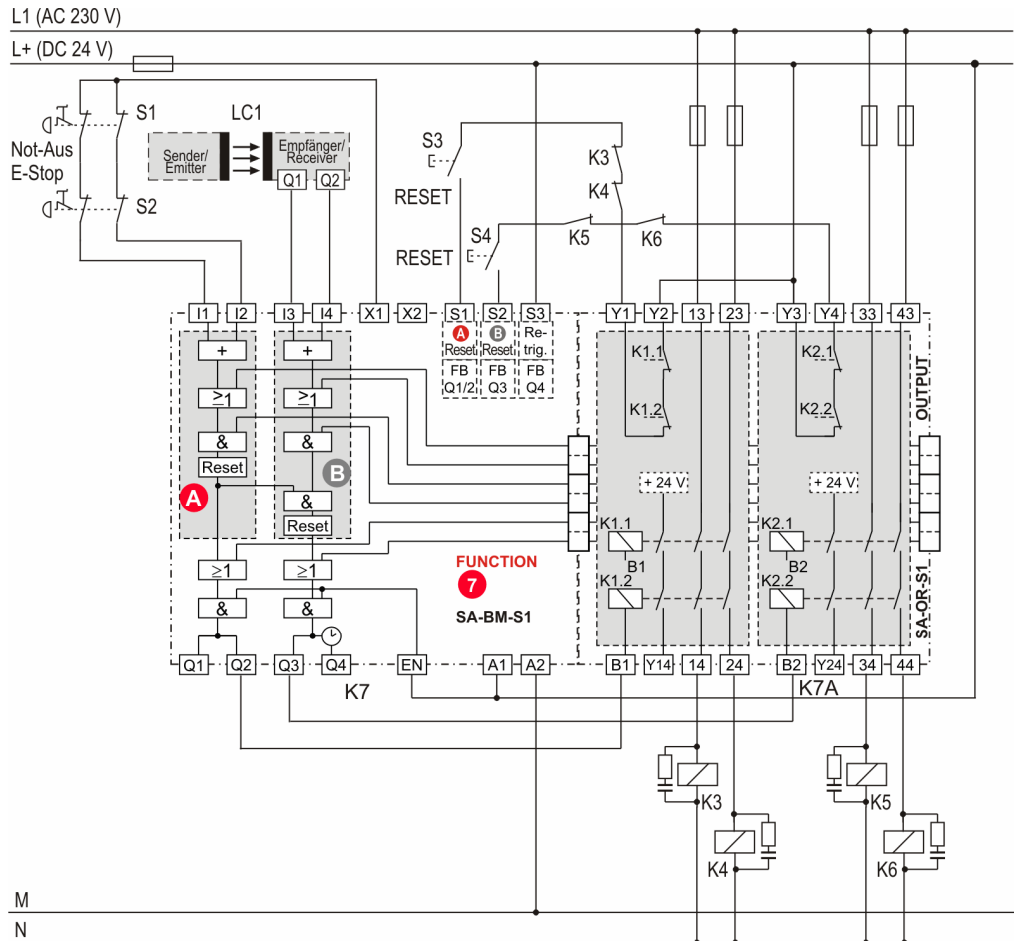 L1 (AC 230 V)
L+ (DC 24 V)
S1
LC1
Not-Aus
E-Stop
Sender/
Emitter
Empfänger/
Receiver
Q1 Q2
S2
S3
RESET
S4
RESET
K3
K4
K5 K6
I1 I2 I3 I4 X1 X2 S1 S2 S3 Y1 Y2 13 23 Y3 Y4 33 43
A
Reset
B
Reset
Re-
trig.
FB
Q1/2
FB
Q3
FB
Q4
+ +
≥1 ≥1
& &
Reset
A
B
&
Reset
≥1 ≥1
& &
FUNCTION
7
SA-BM-S1
K1.1
K1.2
+ 24 V
K1.1
B1
K1.2
K2.1
K2.2
+ 24 V
K2.1
B2
K2.2
OUTPUT
SA-OR-S1
Q1 Q2 Q3 Q4 EN A1 A2 B1 Y14 14 24 B2 Y24 34 44
K7 K7A
K3
K4
K5
K6
M
N